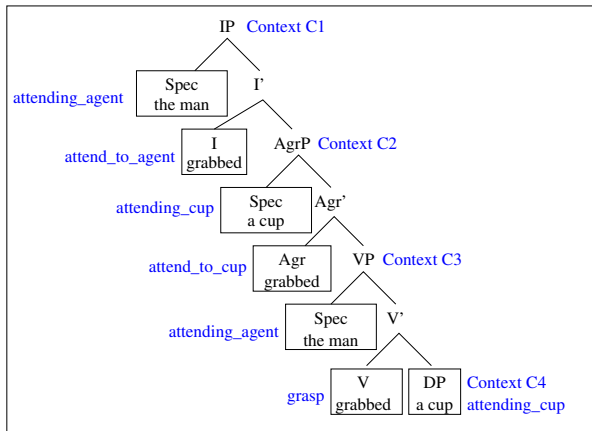 IP Context C1
attending_agent
Spec
the man
I’
attend_to_agent
I
grabbed
AgrP Context C2
attending_cup
Spec
a cup
Agr’
attend_to_cup
Agr
grabbed
VP Context C3
attending_agent
Spec
the man
V’
grasp
V
grabbed
DP
a cup
Context C4
attending_cup